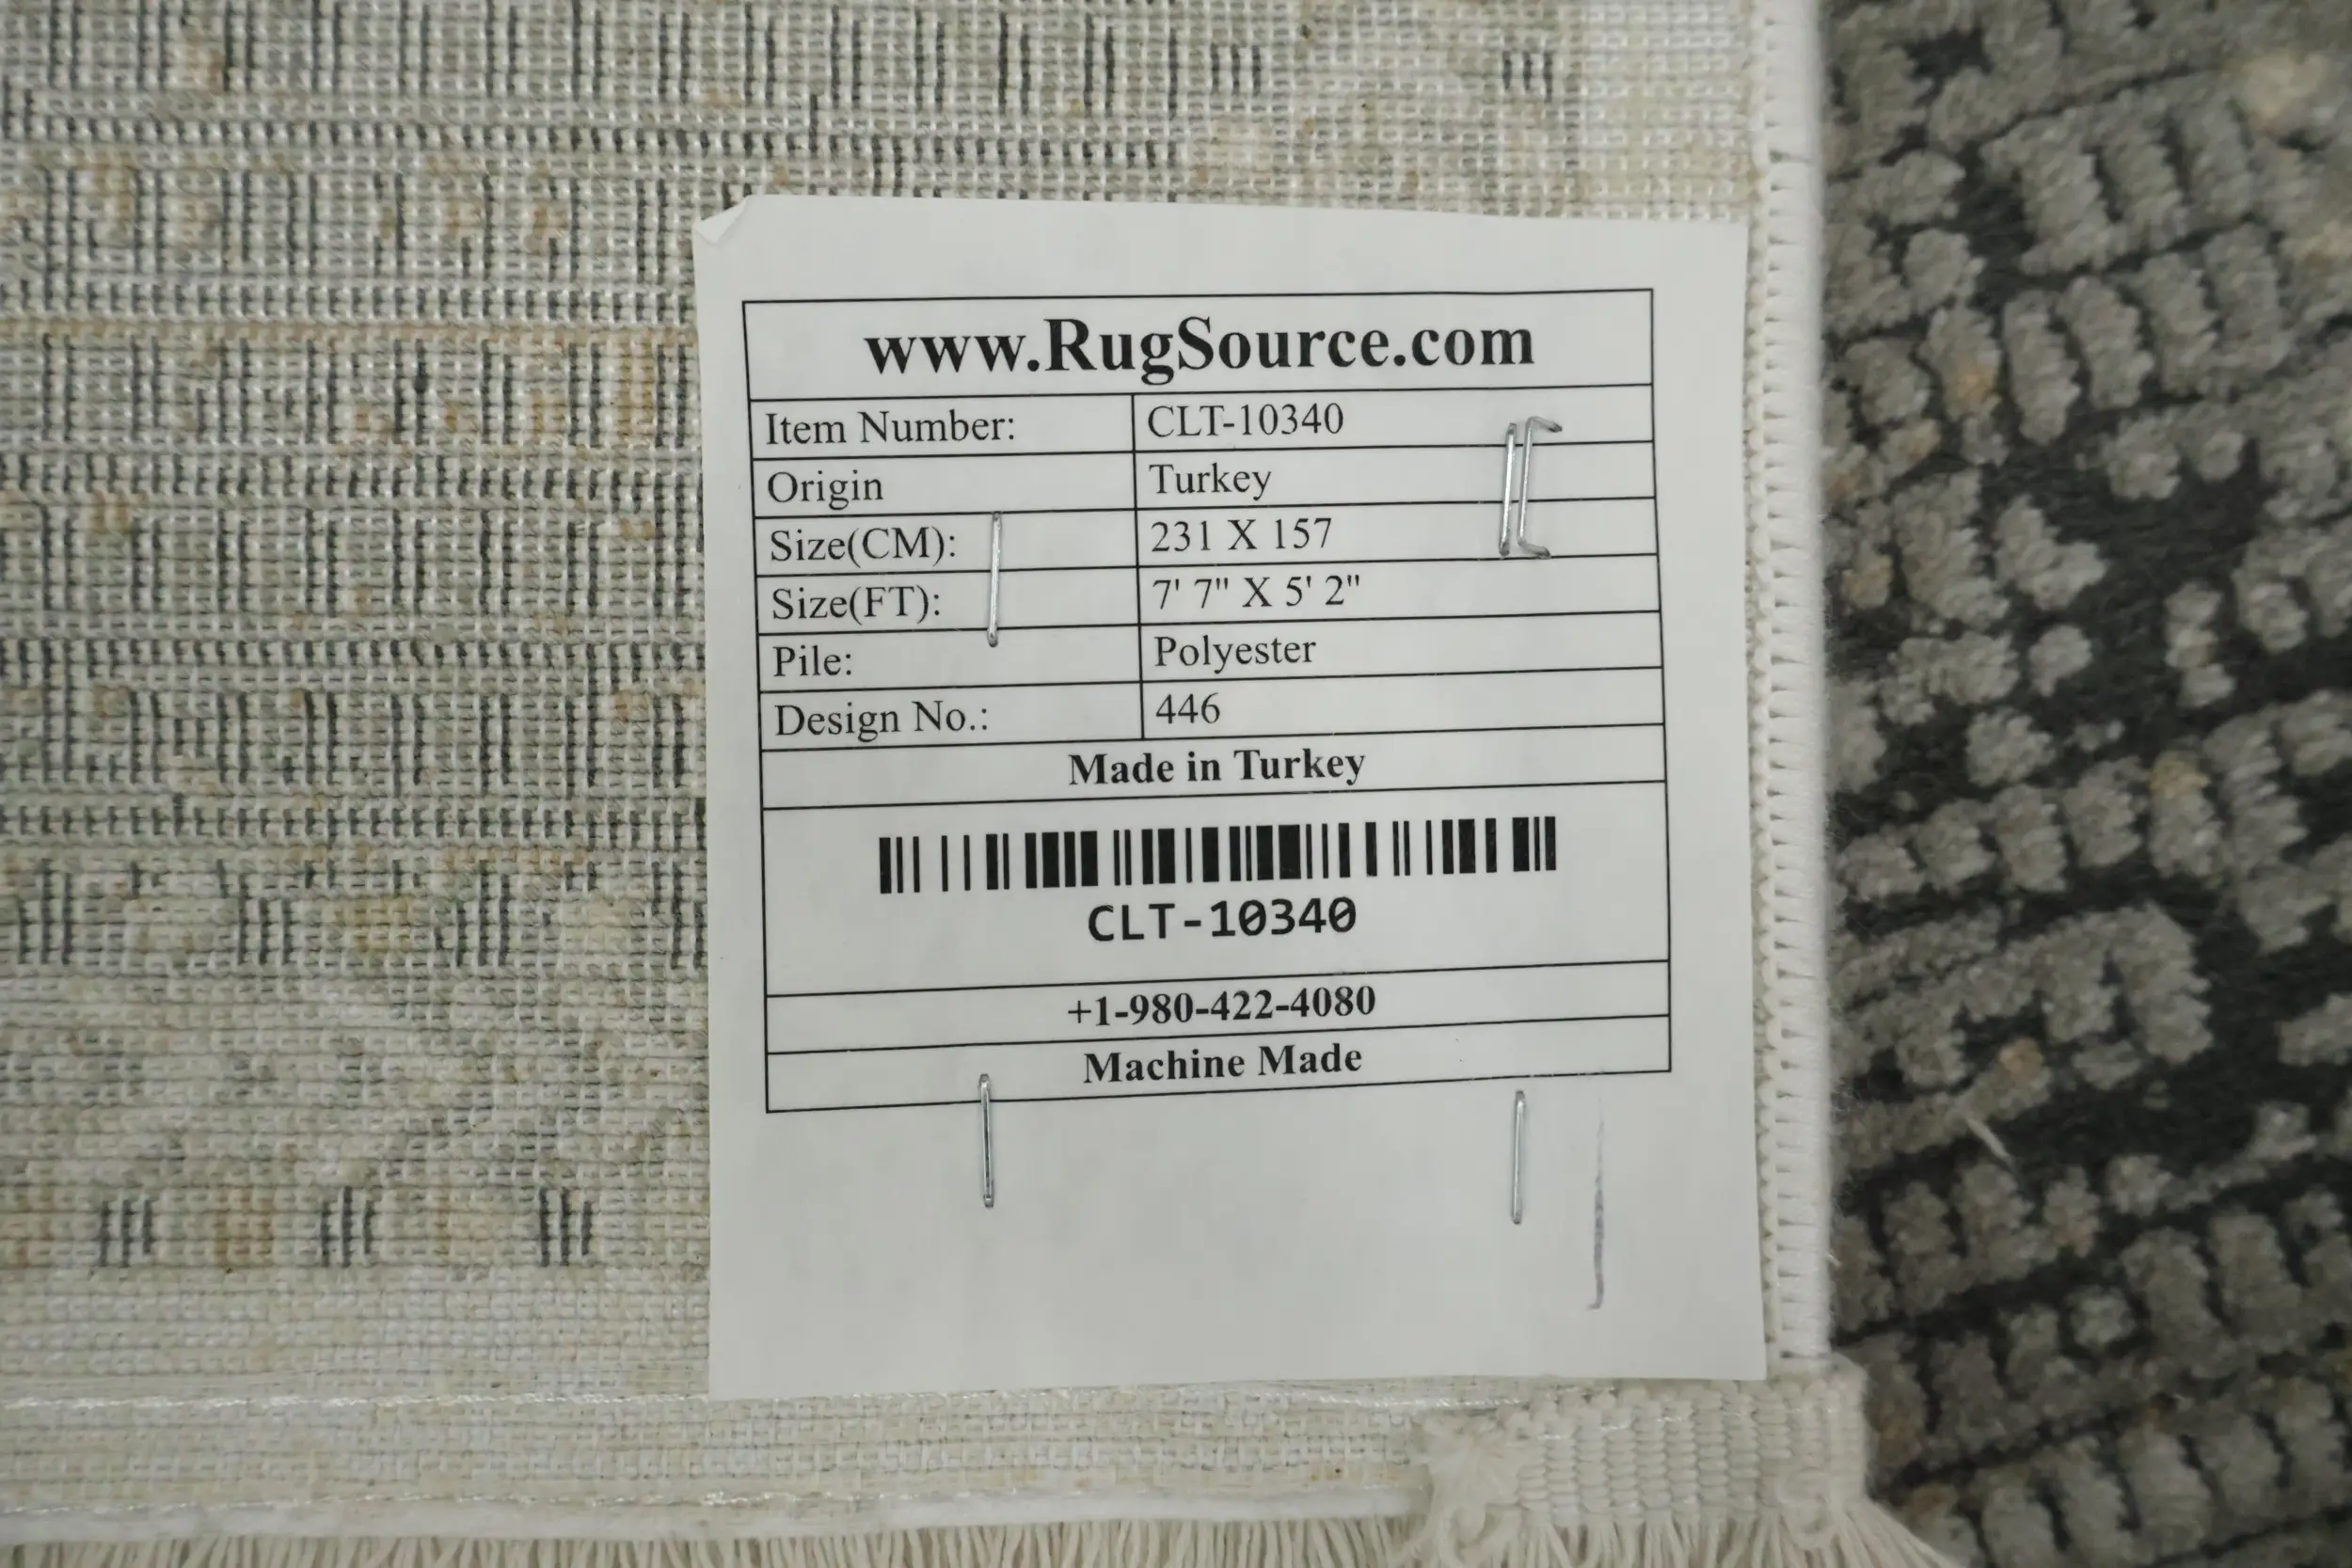 www.RugSource.com
Item Number: CLT-10340
Origin Turkey
Size(CM): 231 X 157
Size(FT): 7' 7" X 5' 2"
Pile: Polyester
Design No.: 446
Made in Turkey
CLT-10340
+1-980-422-4080
Machine Made